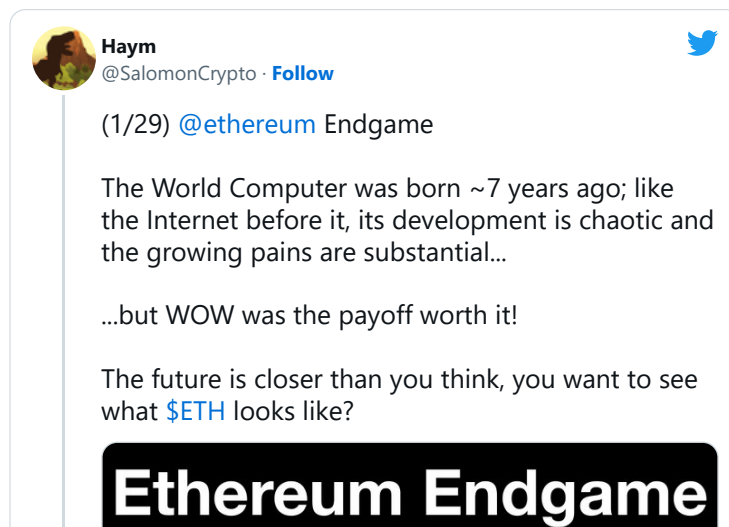 Haym
@SalomonCrypto · Follow
(1/29) @ethereum Endgame
The World Computer was born ~7 years ago; like
the Internet before it, its development is chaotic and
the growing pains are substantial...
...but WOW was the payoff worth it!
The future is closer than you think, you want to see
what $ETH looks like?
Ethereum Endgame